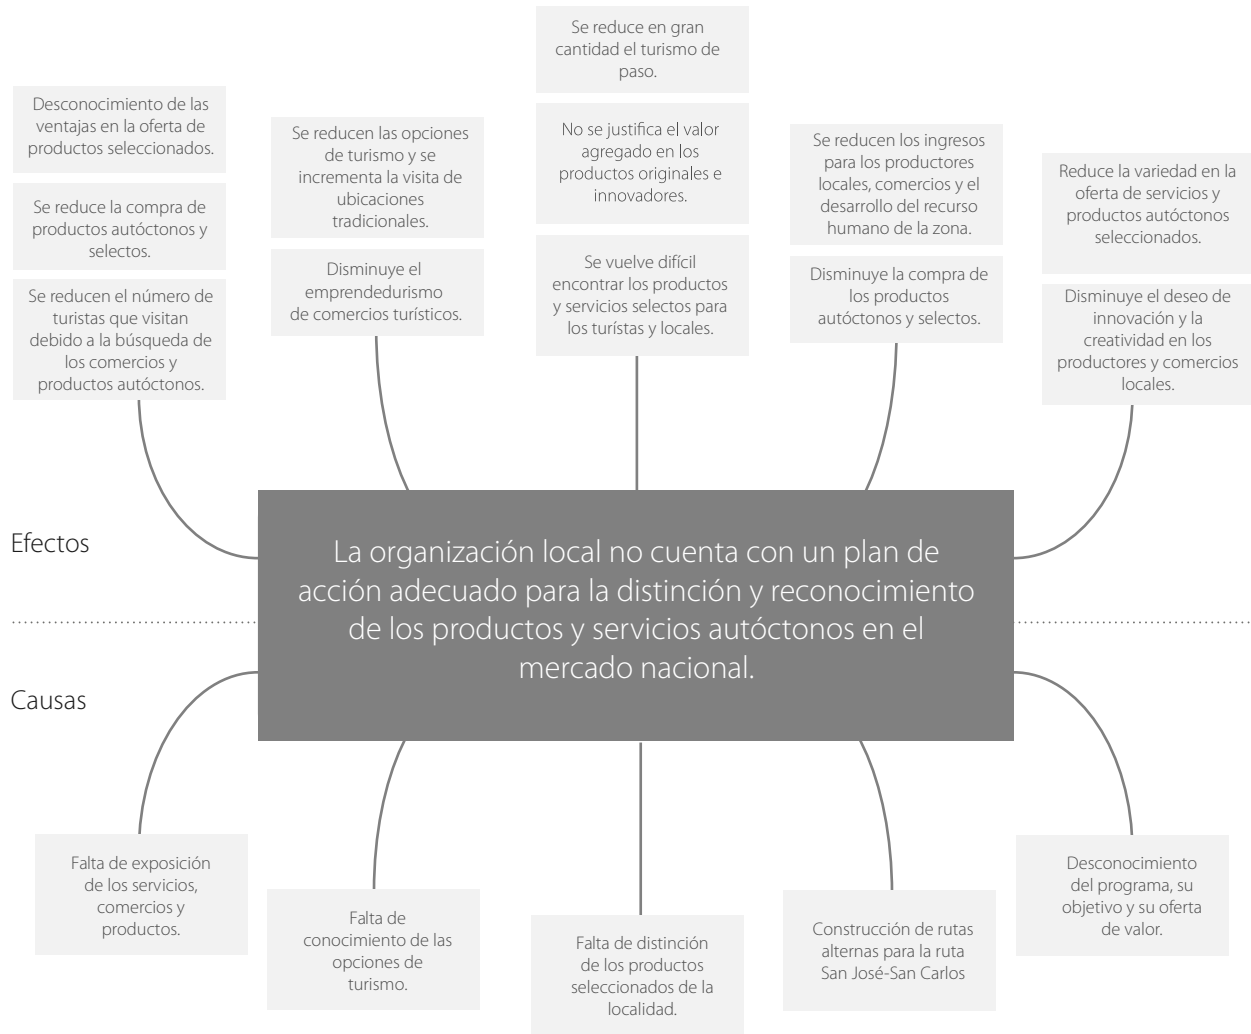 Se reduce en gran
cantidad el turismo de
paso.
Desconocimiento de las
ventajas en la oferta de
productos seleccionados.
Se reduce la compra de
productos autóctonos y
selectos.
Se reducen el número de
turistas que visitan
debido a la búsqueda de
los comercios y
productos autóctonos.
Se reducen las opciones
de turismo y se
incrementa la visita de
ubicaciones
tradicionales.
Disminuye el
emprendedurismo
de comercios turísticos.
No se justifica el valor
agregado en los
productos originales e
innovadores.
Se vuelve difícil
encontrar los productos
y servicios selectos para
los turístas y locales.
Se reducen los ingresos
para los productores
locales, comercios y el
desarrollo del recurso
humano de la zona.
Disminuye la compra de
los productos
autóctonos y selectos.
Reduce la variedad en la
oferta de servicios y
productos autóctonos
seleccionados.
Disminuye el deseo de
innovación y la
creatividad en los
productores y comercios
locales.
Efectos
La organización local no cuenta con un plan de
acción adecuado para la distinción y reconocimiento
de los productos y servicios autóctonos en el
mercado nacional.
Causas
Falta de exposición
de los servicios,
comercios y
productos.
Falta de
conocimiento de las
opciones de
turismo.
Falta de distinción
de los productos
seleccionados de la
localidad.
Construcción de rutas
alternas para la ruta
San José-San Carlos
Desconocimiento
del programa, su
objetivo y su oferta
de valor.